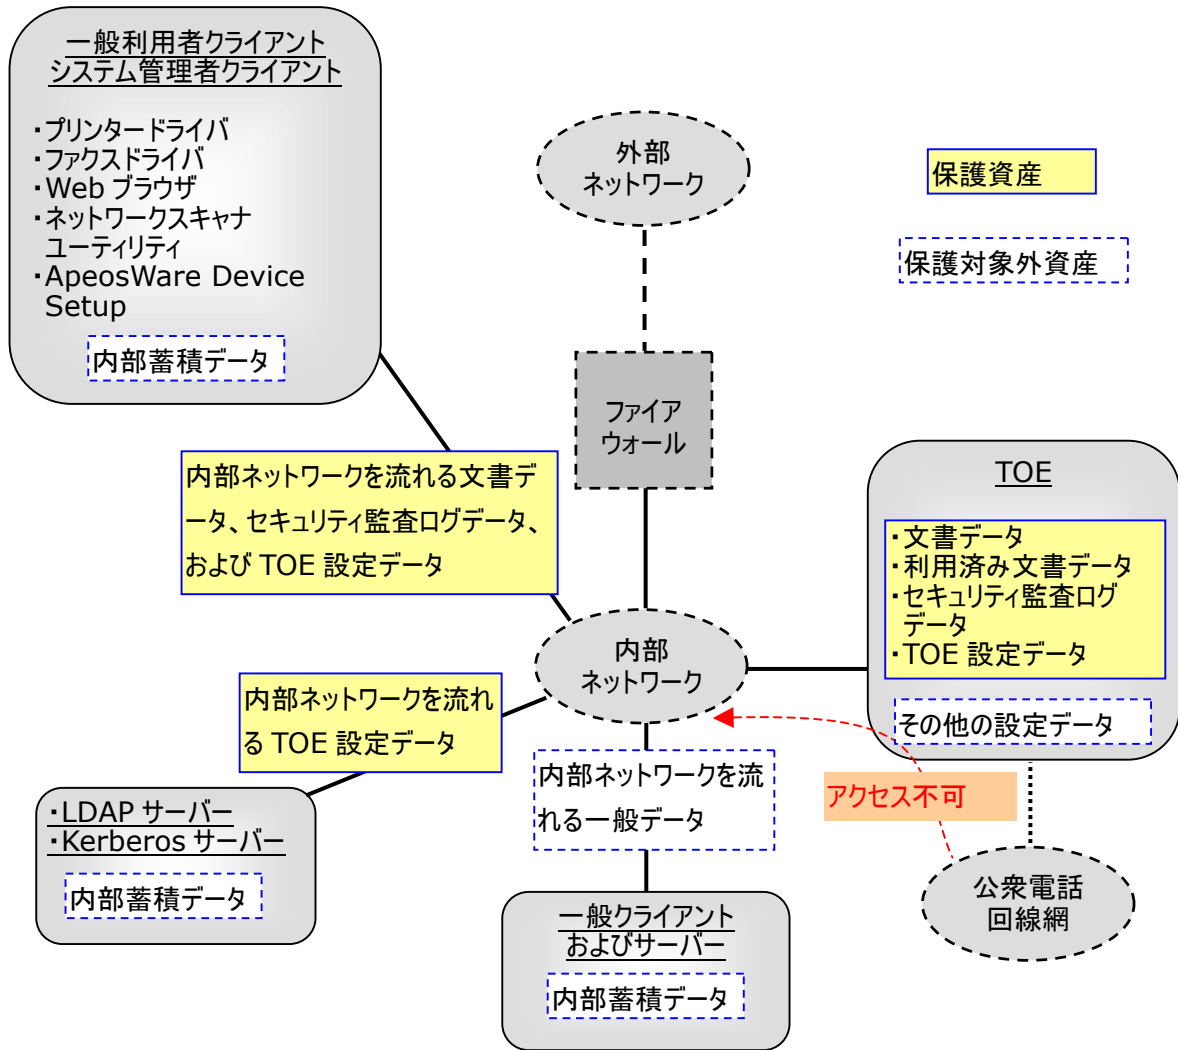 一般利用者クライアント
システム管理者クライアント
・プリンタードライバ
・ファクスドライバ
・Web ブラウザ
・ネットワークスキャナ
ユーティリティ
・ApeosWare Device
Setup
内部蓄積データ
外部
ネットワーク
保護資産
保護対象外資産
ファイア
ウォール
内部ネットワークを流れる文書デ
ータ、セキュリティ監査ログデータ、
および TOE 設定データ
TOE
・文書データ
・利用済み文書データ
・セキュリティ監査ログ
データ
・TOE 設定データ
その他の設定データ
内部
ネットワーク
内部ネットワークを流れ
る TOE 設定データ
内部ネットワークを流
れる一般データ
アクセス不可
・LDAP サーバー
・Kerberos サーバー
内部蓄積データ
公衆電話
回線網
一般クライアント
およびサーバー
内部蓄積データ